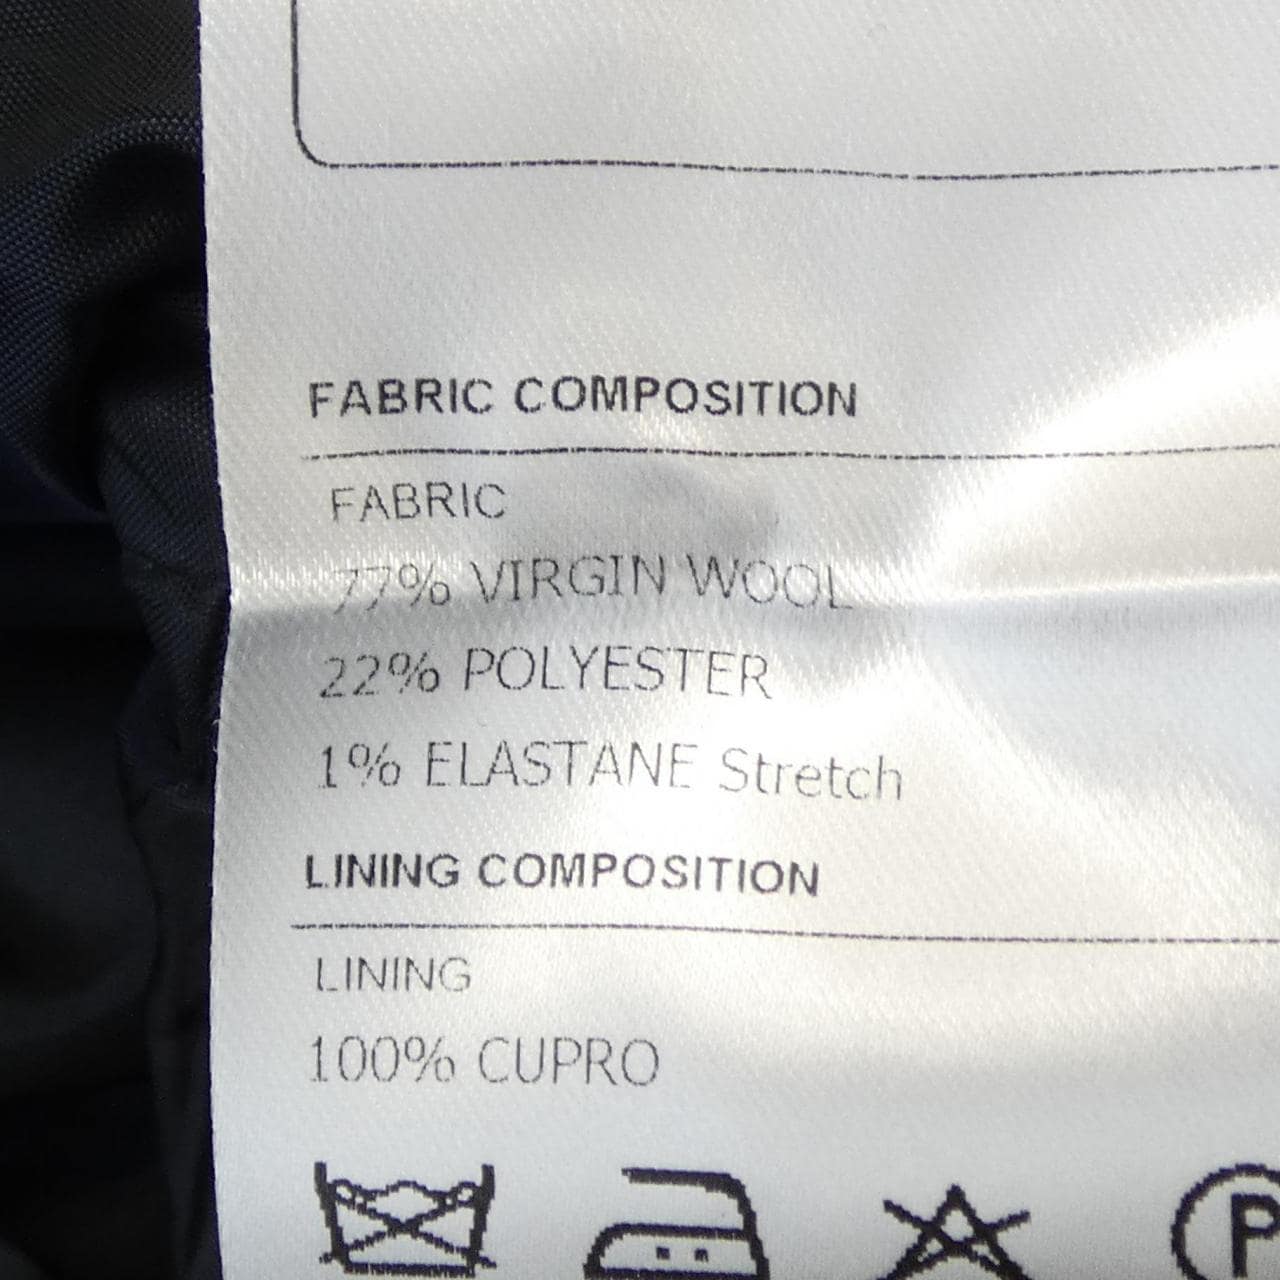 FABRIC COMPOSITION
FABRIC
77% VIRGIN WOOL
22% POLYESTER
1% ELASTANE Stretch
LINING COMPOSITION
LINING
100% CUPRO
P